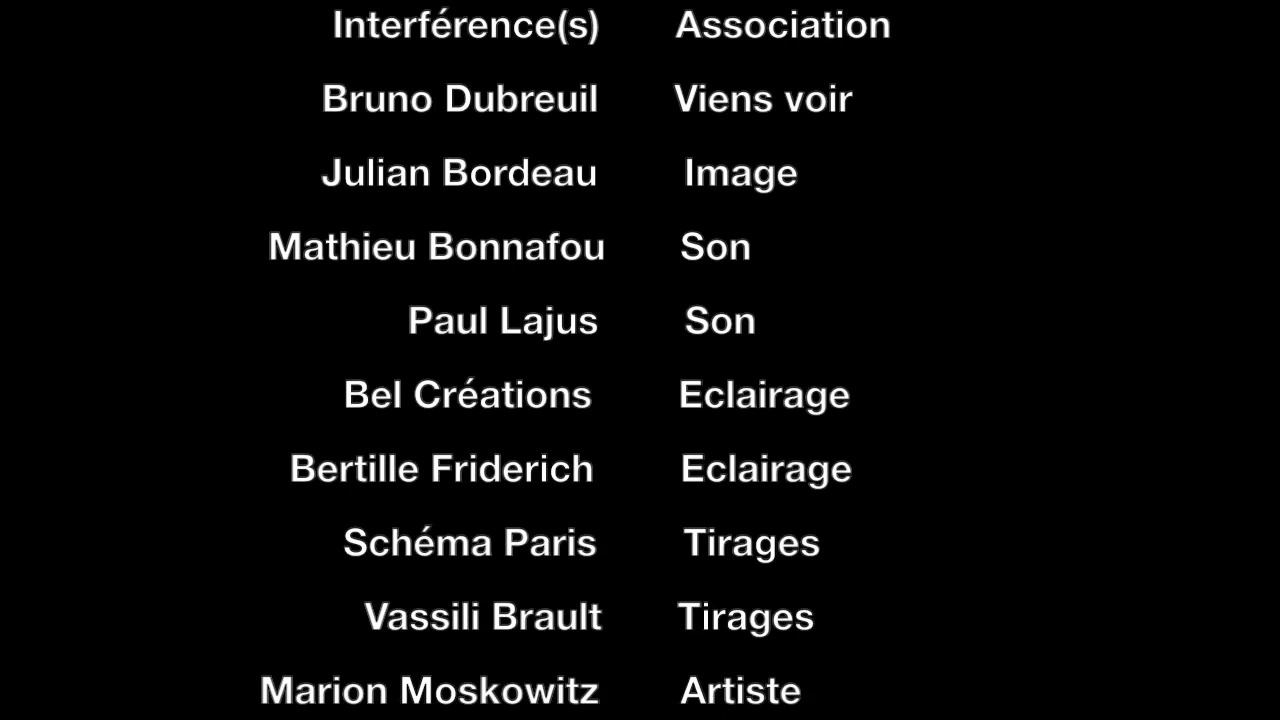 Interférence(s) Association
Bruno Dubreuil Viens voir
Julian Bordeau Image
Mathieu Bonnafou Son
Paul Lajus Son
Bel Créations Eclairage
Bertille Friderich Eclairage
Schéma Paris Tirages
Vassili Brault Tirages
Marion Moskowitz Artiste